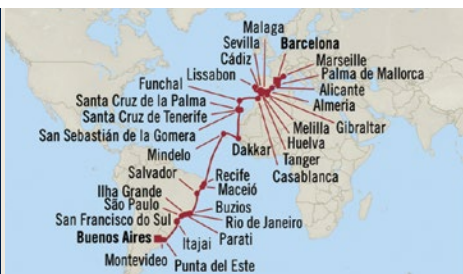 Malaga
Sevilla
Barcelona
Cádiz
Marseille
Lissabon
Palma de Mallorca
Funchal
Alicante
Santa Cruz de la Palma
Almeria
Santa Cruz de Tenerife
Gibraltar
San Sebastián de la Gomera
Melilla
Huelva
Mindelo
Dakkar
Tanger
Casablanca
Salvador
Recife
Maceió
Ilha Grande
São Paulo
Buzios
San Francisco do Sul
Rio de Janeiro
Buenos Aires
Itajai
Parati
Montevideo
Punta del Este